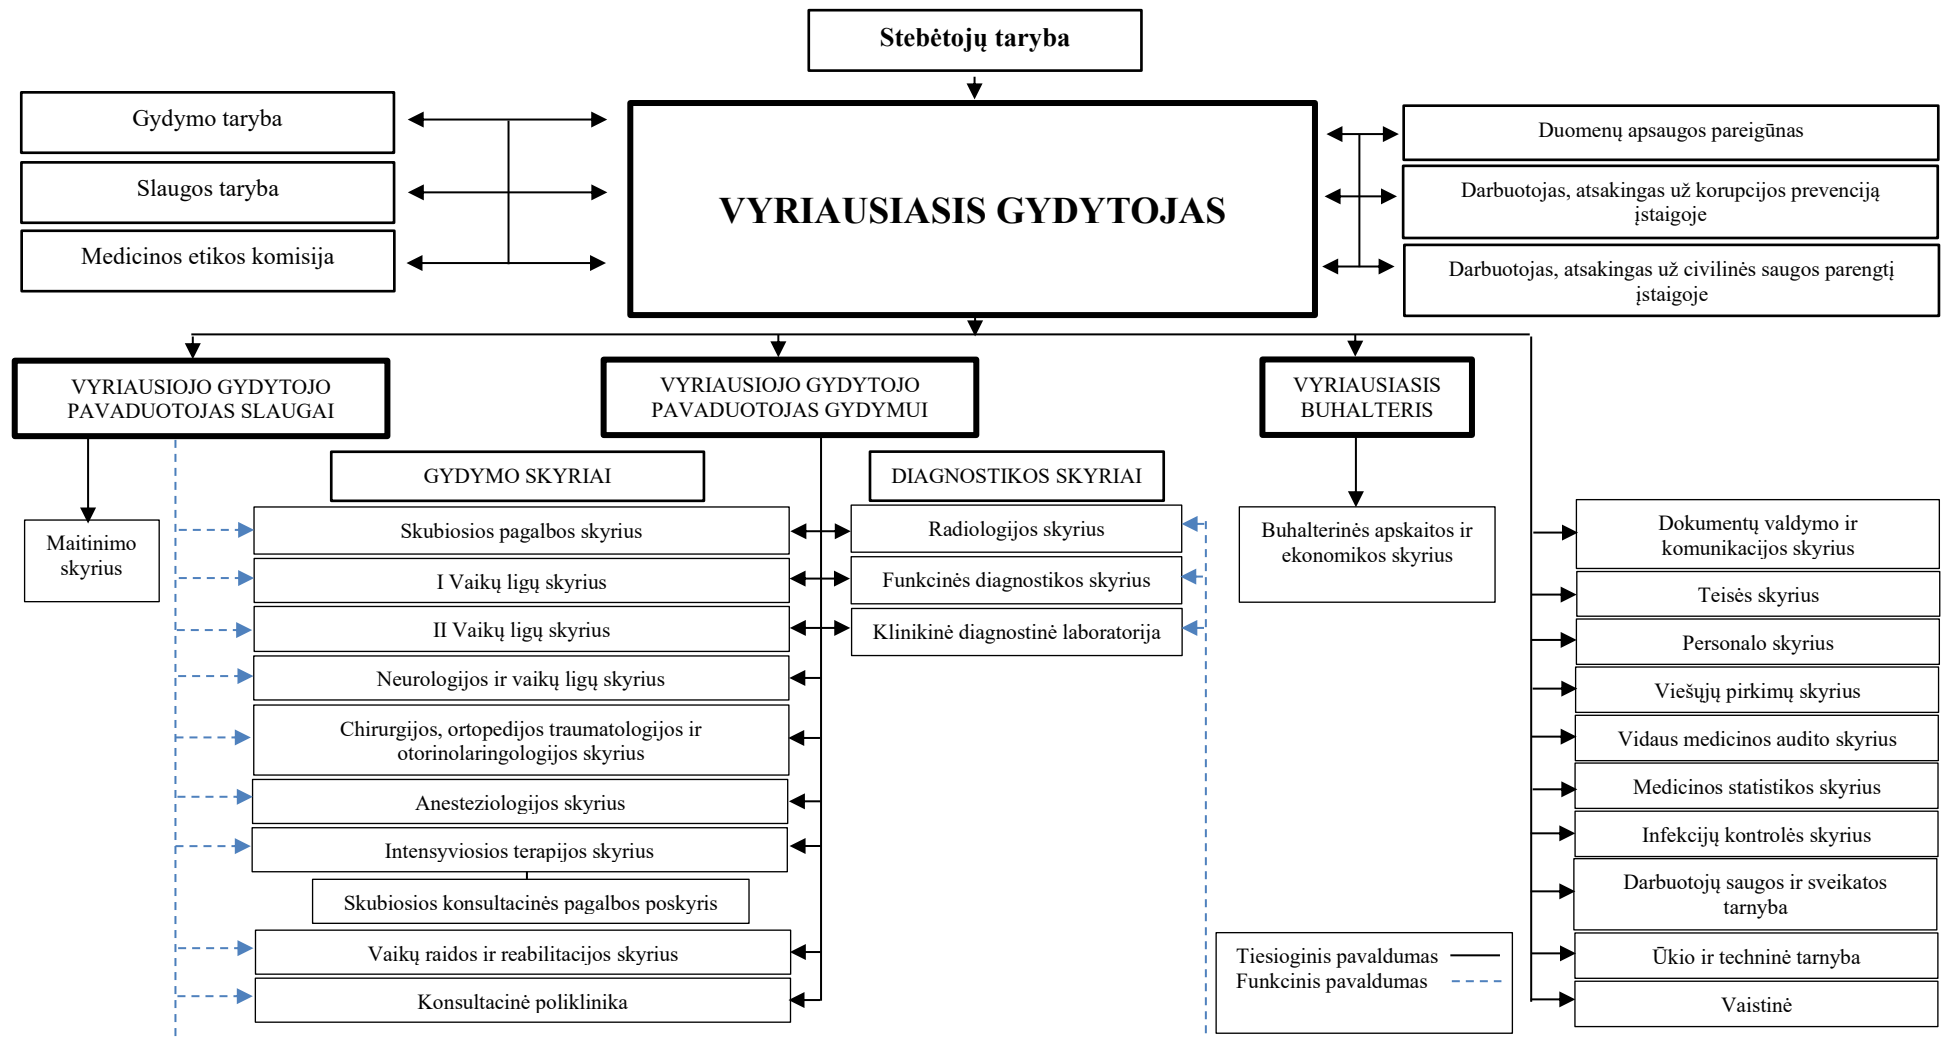 Stebėtojų taryba
Gydymo taryba
Slaugos taryba
Medicinos etikos komisija
VYRIAUSIASIS GYDYTOJAS
Duomenų apsaugos pareigūnas
Darbuotojas, atsakingas už korupcijos prevenciją
įstaigoje
Darbuotojas, atsakingas už civilinės saugos parengtį
įstaigoje
VYRIAUSIOJO GYDYTOJO
PAVADUOTOJAS SLAUGAI
VYRIAUSIOJO GYDYTOJO
PAVADUOTOJAS GYDYMUI
VYRIAUSIASIS
BUHALTERIS
Maitinimo
skyrius
GYDYMO SKYRIAI
Skubiosios pagalbos skyrius
I Vaikų ligų skyrius
II Vaikų ligų skyrius
Neurologijos ir vaikų ligų skyrius
Chirurgijos, ortopedijos traumatologijos ir
otorinolaringologijos skyrius
Anesteziologijos skyrius
Intensyviosios terapijos skyrius
Skubiosios konsultacinės pagalbos poskyris
Vaikų raidos ir reabilitacijos skyrius
Konsultacinė poliklinika
DIAGNOSTIKOS SKYRIAI
Radiologijos skyrius
Funkcinės diagnostikos skyrius
Klinikinė diagnostinė laboratorija
Buhalterinės apskaitos ir
ekonomikos skyrius
Dokumentų valdymo ir
komunikacijos skyrius
Teisės skyrius
Personalo skyrius
Viešųjų pirkimų skyrius
Vidaus medicinos audito skyrius
Medicinos statistikos skyrius
Infekcijų kontrolės skyrius
Darbuotojų saugos ir sveikatos
tarnyba
Ūkio ir techninė tarnyba
Vaistinė
Tiesioginis pavaldumas
Funkcinis pavaldumas